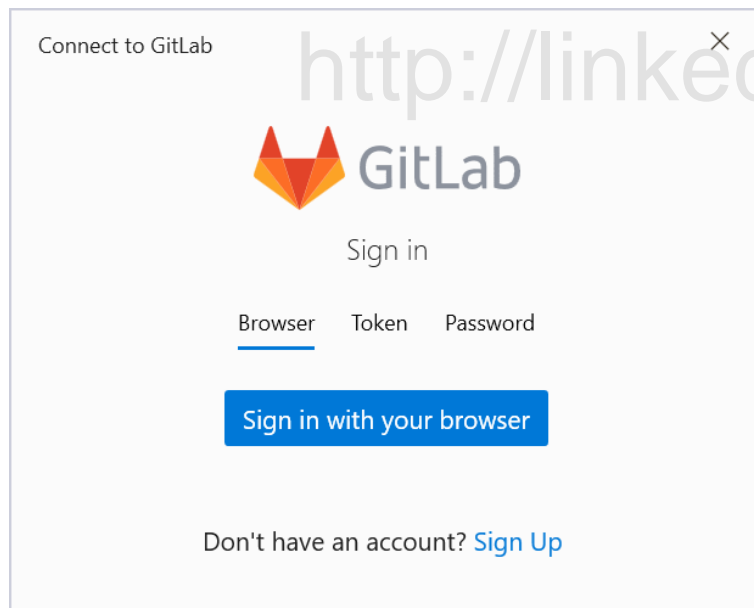 Connect to GitLab
http://linked
GitLab
Sign in
Browser Token Password
Sign in with your browser
Don't have an account? Sign Up